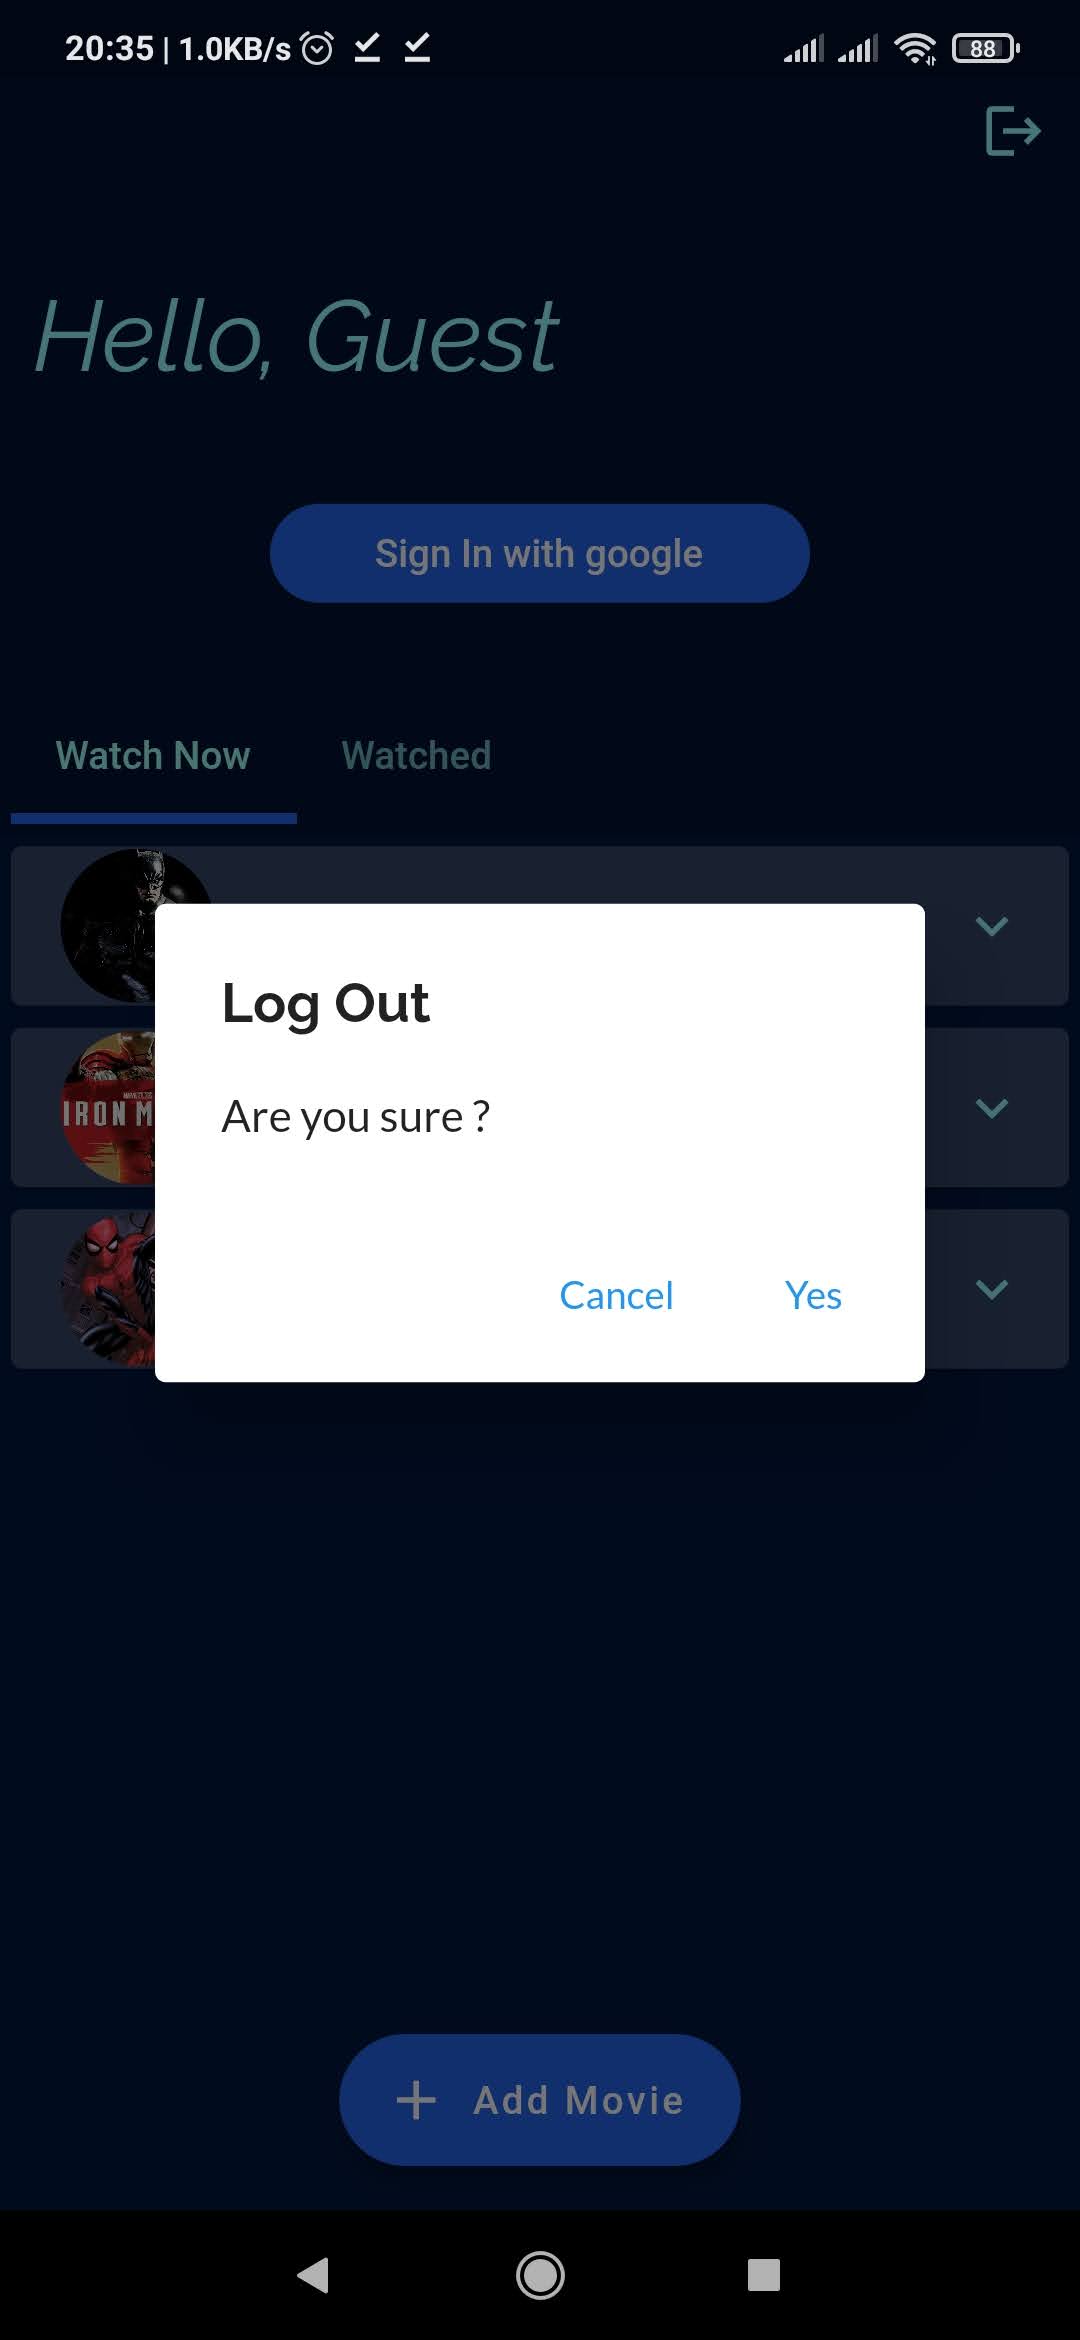 20:35 | 1.0KB/s
88
Hello, Guest
Sign In with google
Watch Now
Watched
IRON M
Log Out
Are you sure ?
Cancel
Yes
Add Movie